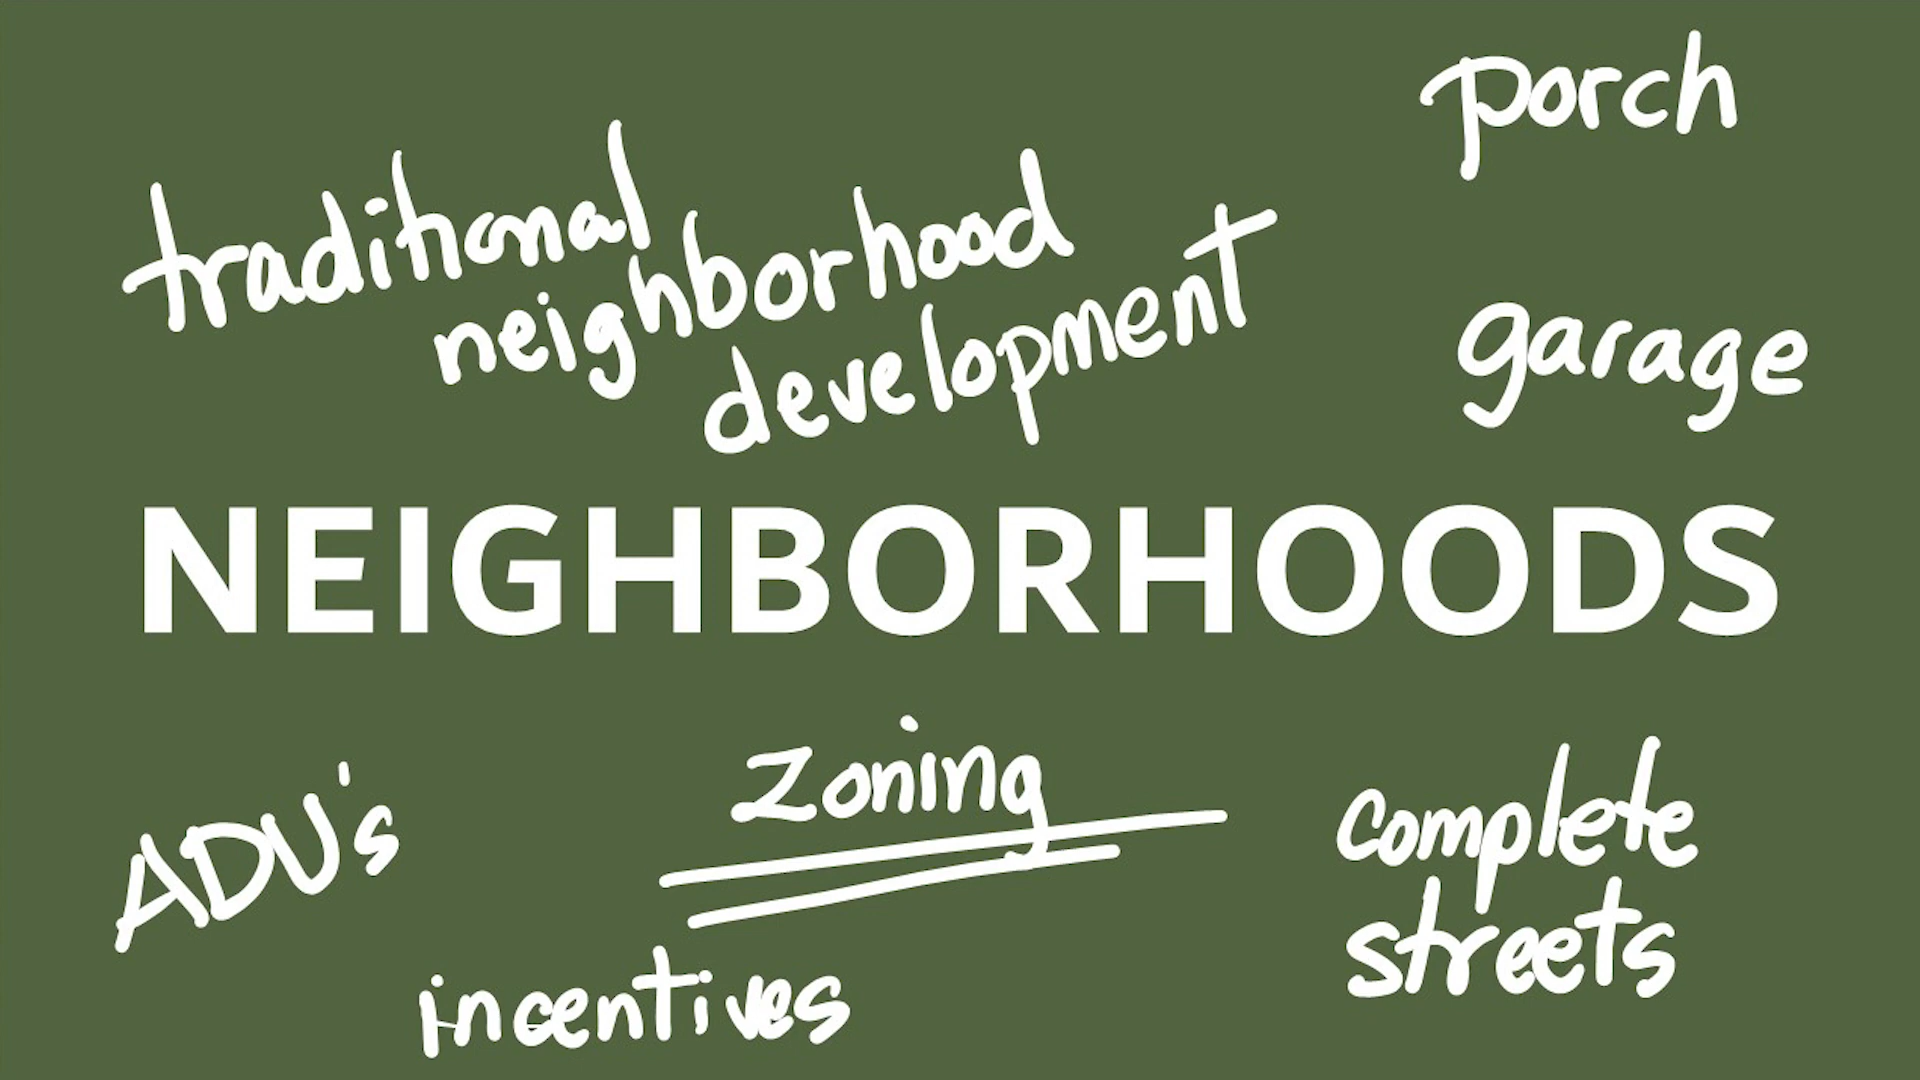 porch
traditional
neighborhood
development
garage
NEIGHBORHOODS
zoning
ADU's
complete
streets
incentives